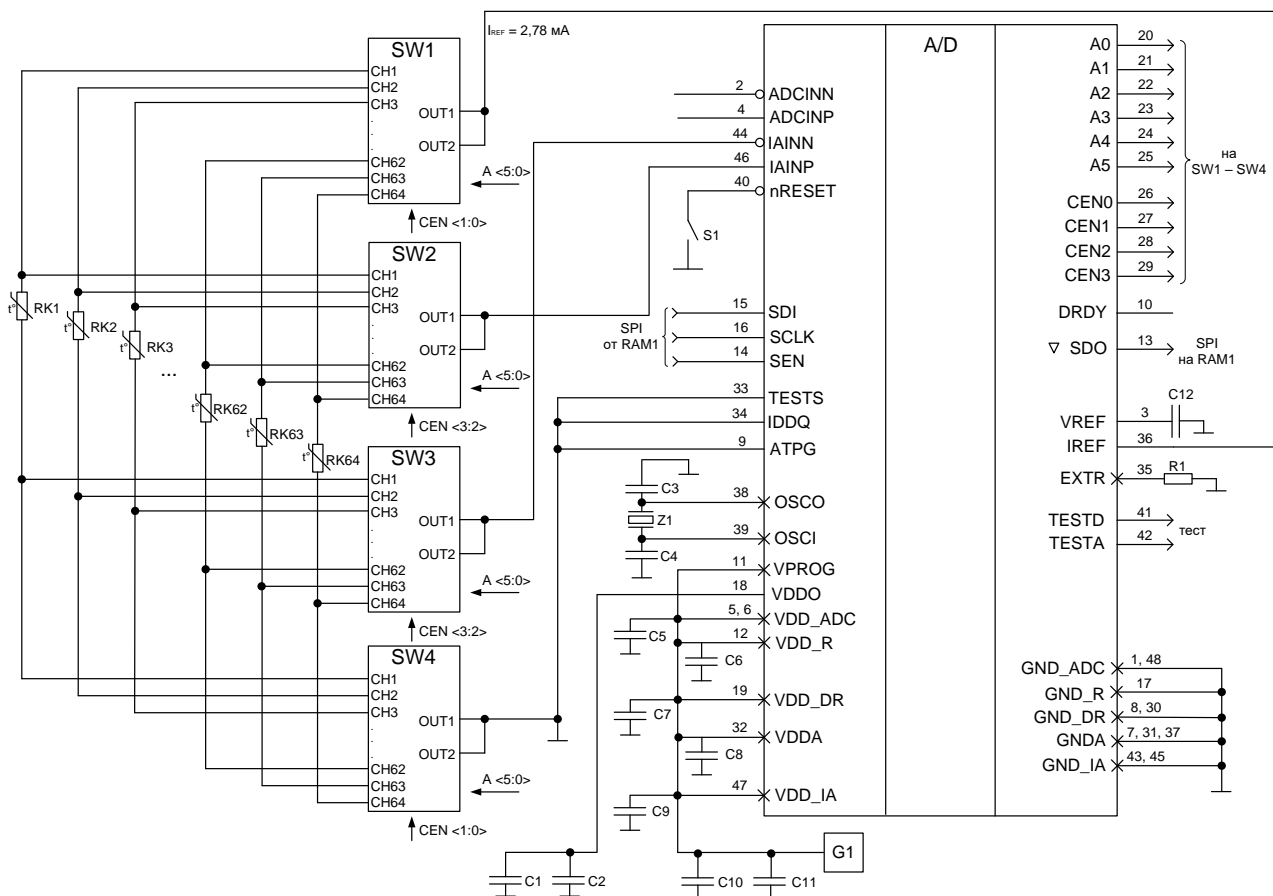 I REF = 2,78 мА
SW1
CH1
CH2
CH3
.
.
.
CH62
CH63
CH64
OUT1
OUT2
A <5:0>
CEN <1:0>
SW2
CH1
CH2
CH3
.
.
.
CH62
CH63
CH64
OUT1
OUT2
A <5:0>
CEN <3:2>
SW3
CH1
CH2
CH3
.
.
.
CH62
CH63
CH64
OUT1
OUT2
A <5:0>
CEN <3:2>
SW4
CH1
CH2
CH3
.
.
.
CH62
CH63
CH64
OUT1
OUT2
A <5:0>
CEN <1:0>
t° RK1
t° RK2
t° RK3
...
t° RK62
t° RK63
t° RK64
A/D
2 ADCINN
4 ADCINP
44 IAINN
46 IAINP
40 nRESET
S1
SPI
от RAM1
15 SDI
16 SCLK
14 SEN
33 TESTS
34 IDDQ
9 ATPG
C3
38 OSCO
Z1
39 OSCI
C4
11 VPROG
18 VDDO
5, 6 VDD_ADC
C5
12 VDD_R
C6
19 VDD_DR
C7
32 VDDA
C8
47 VDD_IA
C9
C1
C2
C10
C11
G1
A0 20
A1 21
A2 22
A3 23
A4 24
A5 25
CEN0 26
CEN1 27
CEN2 28
CEN3 29
на
SW1 – SW4
DRDY 10
▽ SDO 13
SPI
на RAM1
C12
VREF 3
IREF 36
EXTR 35
R1
TESTD 41
TESTA 42
тест
GND_ADC 1, 48
GND_R 17
GND_DR 8, 30
GNDA 7, 31, 37
GND_IA 43, 45